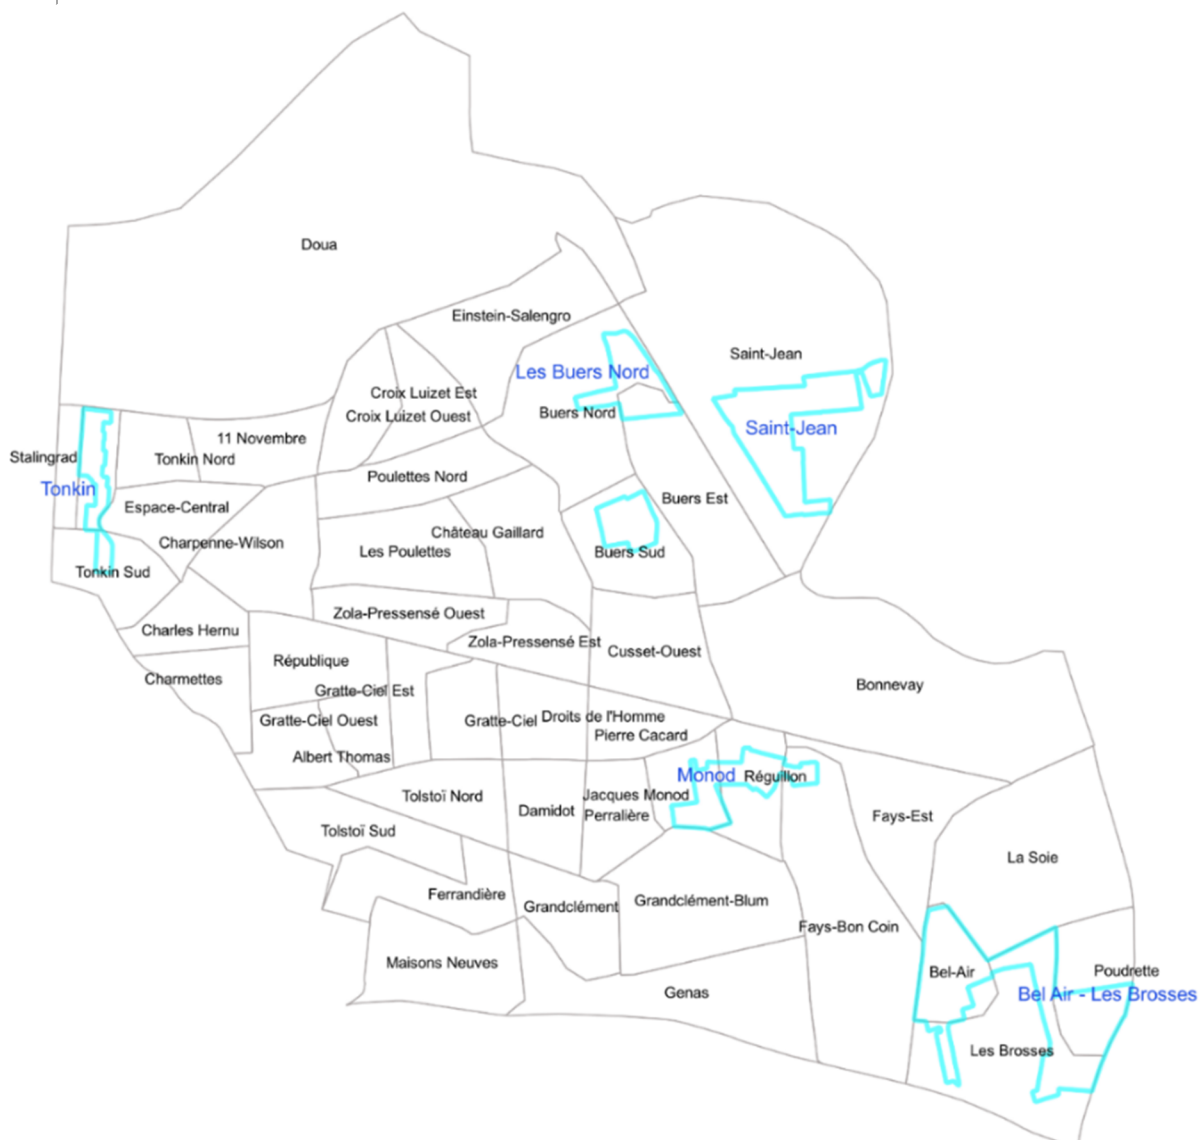 Doua
Einstein-Salengro
Saint-Jean
Les Buers Nord
Croix Luizet Est
Buers Nord
Croix Luizet Ouest
Saint-Jean
11 Novembre
Stalingrad
Tonkin Nord
Poulettes Nord
Tonkin
Buers Est
Espace-Central
Château Gaillard
Charpenne-Wilson
Les Poulettes
Buers Sud
Tonkin Sud
Zola-Pressensé Ouest
Charles Hernu
Zola-Pressensé Est
Cusset-Ouest
République
Charmettes
Bonnevay
Gratte-Ciel Est
Gratte-Ciel Ouest
Gratte-Ciel Droits de l'Homme
Pierre Cacard
Albert Thomas
Monod
Réguillon
Tolstoï Nord
Jacques Monod
Damidot
Perralière
Fays-Est
Tolstoï Sud
La Soie
Ferrandière
Grandclément
Grandclément-Blum
Fays-Bon Coin
Maisons Neuves
Bel-Air
Poudrette
Genas
Bel Air - Les Brosses
Les Brosses